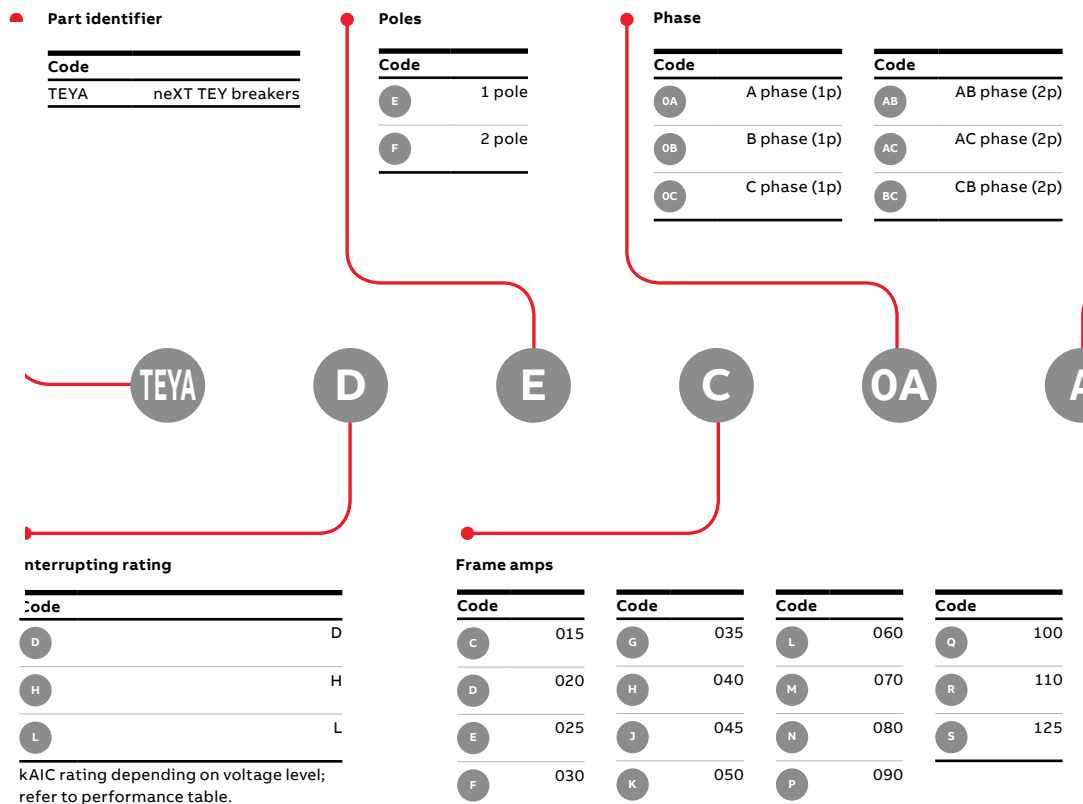 Part identifier
Code
TEYA neXT TEY breakers
Poles
Code
E 1 pole
F 2 pole
Phase
Code
0A A phase (1p)
0B B phase (1p)
0C C phase (1p)
Code
AB AB phase (2p)
AC AC phase (2p)
BC CB phase (2p)
TEYA D E C 0A A
nterrupting rating
Code
D D
H H
L L
kAIC rating depending on voltage level;
refer to performance table.
Frame amps
Code
C 015
D 020
E 025
F 030
Code
G 035
H 040
J 045
K 050
Code
L 060
M 070
N 080
P 090
Code
Q 100
R 110
S 125